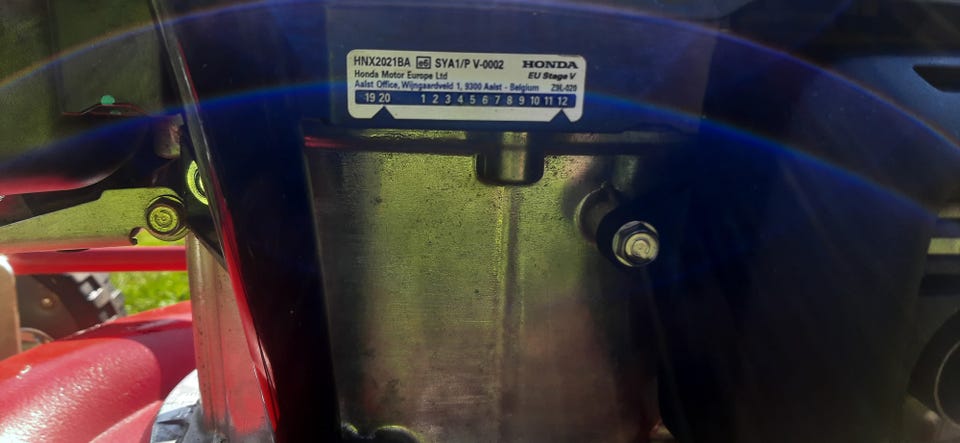 HNX2021BA e6 SYA1/P V-0002 HONDA
Honda Motor Europe Ltd EU Stage V
Aalst Office, Wijngaardveld 1, 9300 Aalst - Belgium Z9L-020
19 20 1 2 3 4 5 6 7 8 9 10 11 12